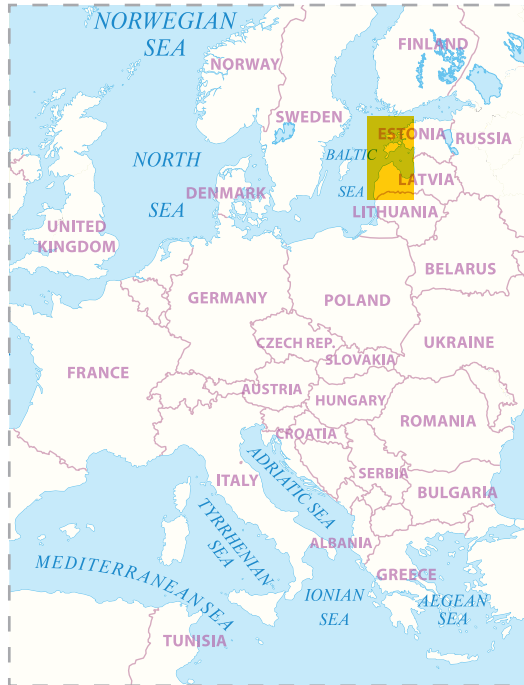 NORWEGIAN
SEA
FINLAND
NORWAY
SWEDEN
ESTONIA
RUSSIA
BALTIC
SEA
NORTH
SEA
LATVIA
DENMARK
LITHUANIA
UNITED
KINGDOM
BELARUS
GERMANY
POLAND
CZECH REP.
UKRAINE
SLOVAKIA
FRANCE
AUSTRIA
HUNGARY
ROMANIA
CROATIA
ADRIATIC SEA
SERBIA
ITALY
BULGARIA
TYRRHENIAN
SEA
ALBANIA
MEDITERRANEAN SEA
GREECE
IONIAN
SEA
AEGEAN
SEA
TUNISIA